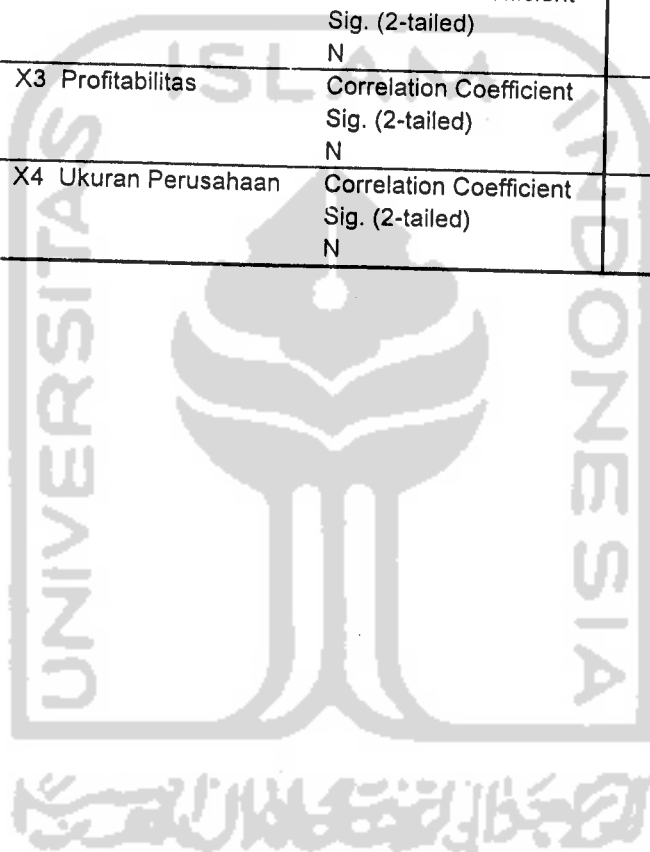 Sig. (2-tailed)
N
X3 Profitabilitas Correlation Coefficient
Sig. (2-tailed)
N
X4 Ukuran Perusahaan Correlation Coefficient
Sig. (2-tailed)
N
ISLAM
UNIVERSITAS
INDONESIA